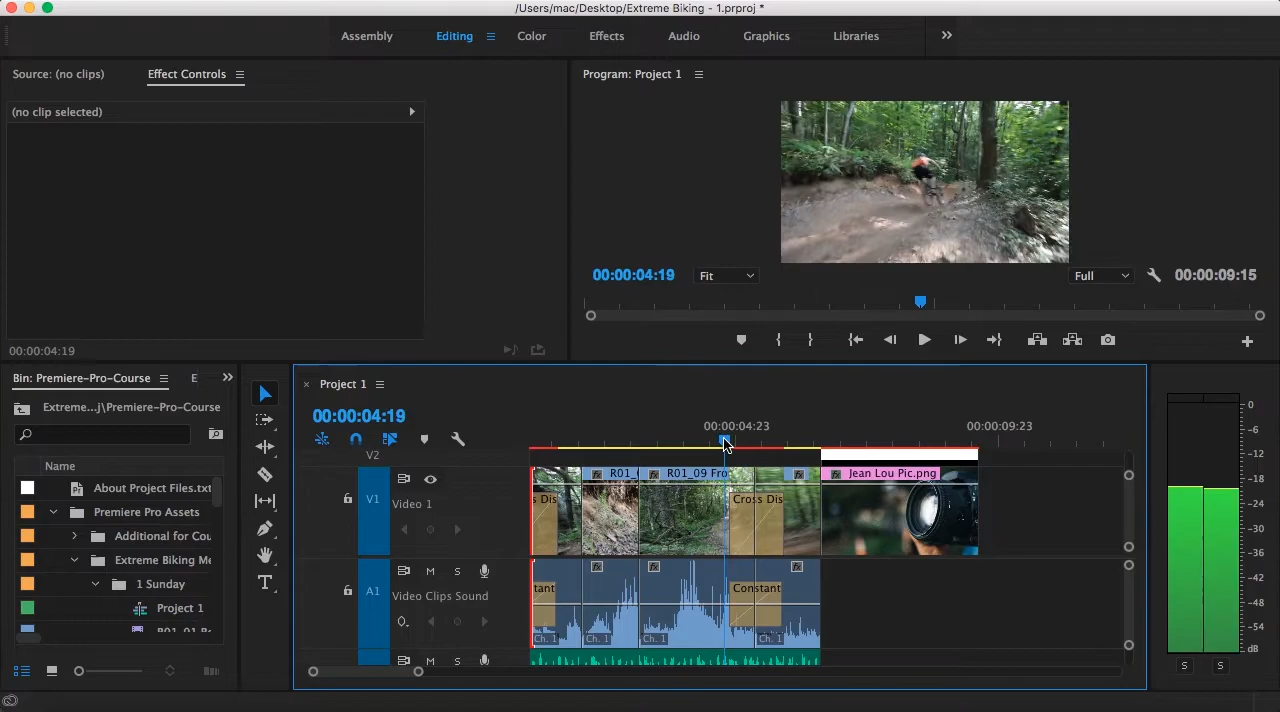 /Users/mac/Desktop/Extreme Biking - 1.prproj *
Assembly Editing Color Effects Audio Graphics Libraries
Source: (no clips) Effect Controls
Program: Project 1
(no clip selected)
00:00:04:19 Fit Full 00:00:09:15
00:00:04:19
Bin: Premiere-Pro-Course E
Extreme...j\Premiere-Pro-Course
Name
About Project Files.txt
Premiere Pro Assets
Additional for Cou
Extreme Biking Me
1 Sunday
Project 1
R01_01 B
Project 1
00:00:04:19
00:00:04:23 00:00:09:23
V2
V1 Video 1
R01_ R01_09 Fro Jean Lou Pic.png
s Dis Cross Dis
A1 M S
Video Clips Sound
tant Constant
Ch. 1 Ch. 1 Ch. 1 Ch. 1
M S
0
-6
-12
-18
-24
-30
-36
-42
-48
-54
dB
S S